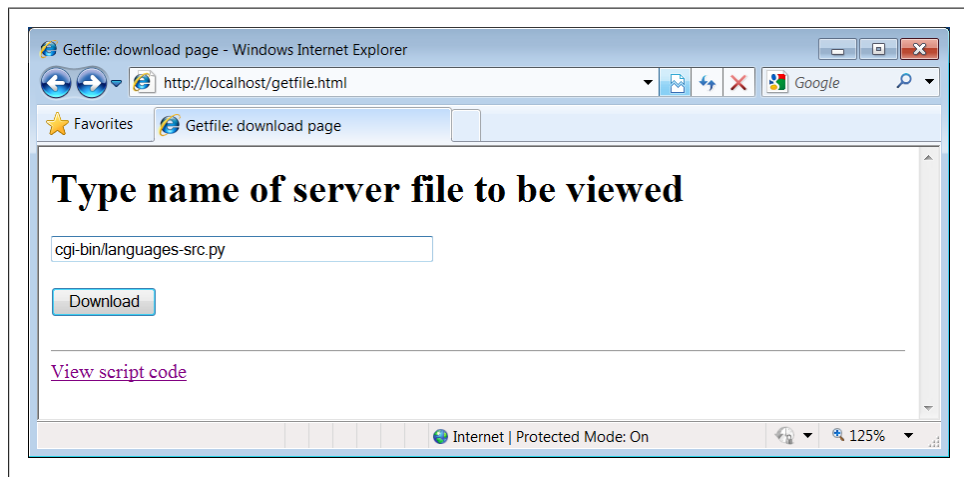 Getfile: download page - Windows Internet Explorer
http://localhost/getfile.html
Google
Favorites
Getfile: download page
Type name of server file to be viewed
cgi-bin/languages-src.py
Download
View script code
Internet | Protected Mode: On
125%